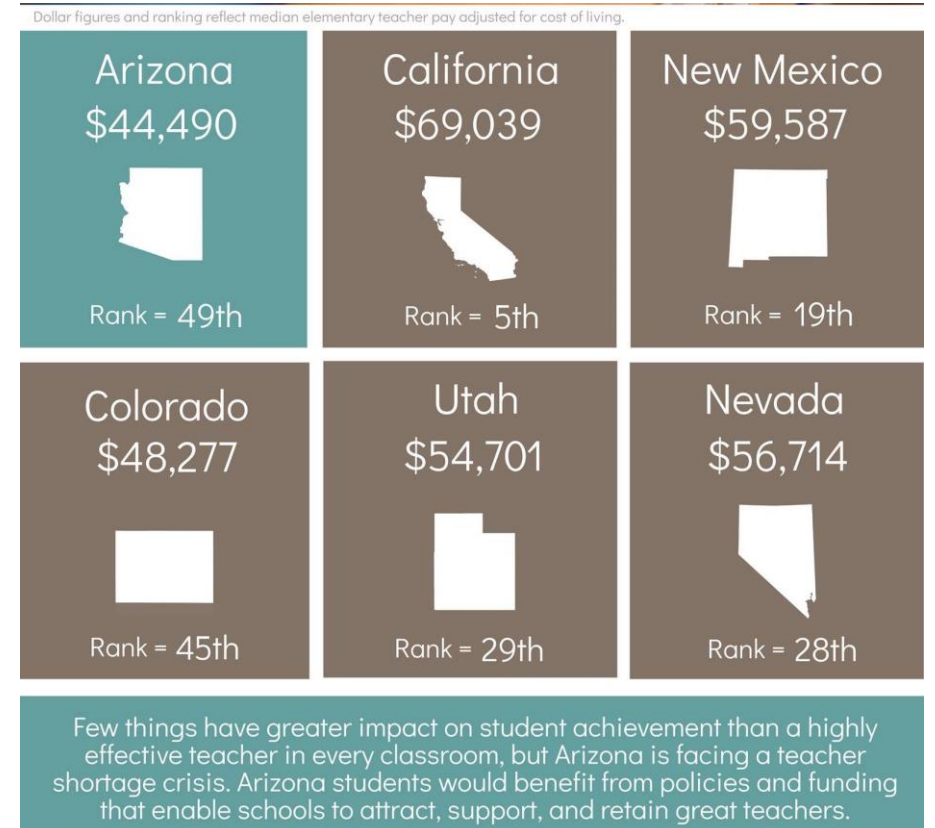 Dollar figures and ranking reflect median elementary teacher pay adjusted for cost of living.
Arizona
$44,490
Rank = 49th
California
$69,039
Rank = 5th
New Mexico
$59,587
Rank = 19th
Colorado
$48,277
Rank = 45th
Utah
$54,701
Rank = 29th
Nevada
$56,714
Rank = 28th
Few things have greater impact on student achievement than a highly
effective teacher in every classroom, but Arizona is facing a teacher
shortage crisis. Arizona students would benefit from policies and funding
that enable schools to attract, support, and retain great teachers.